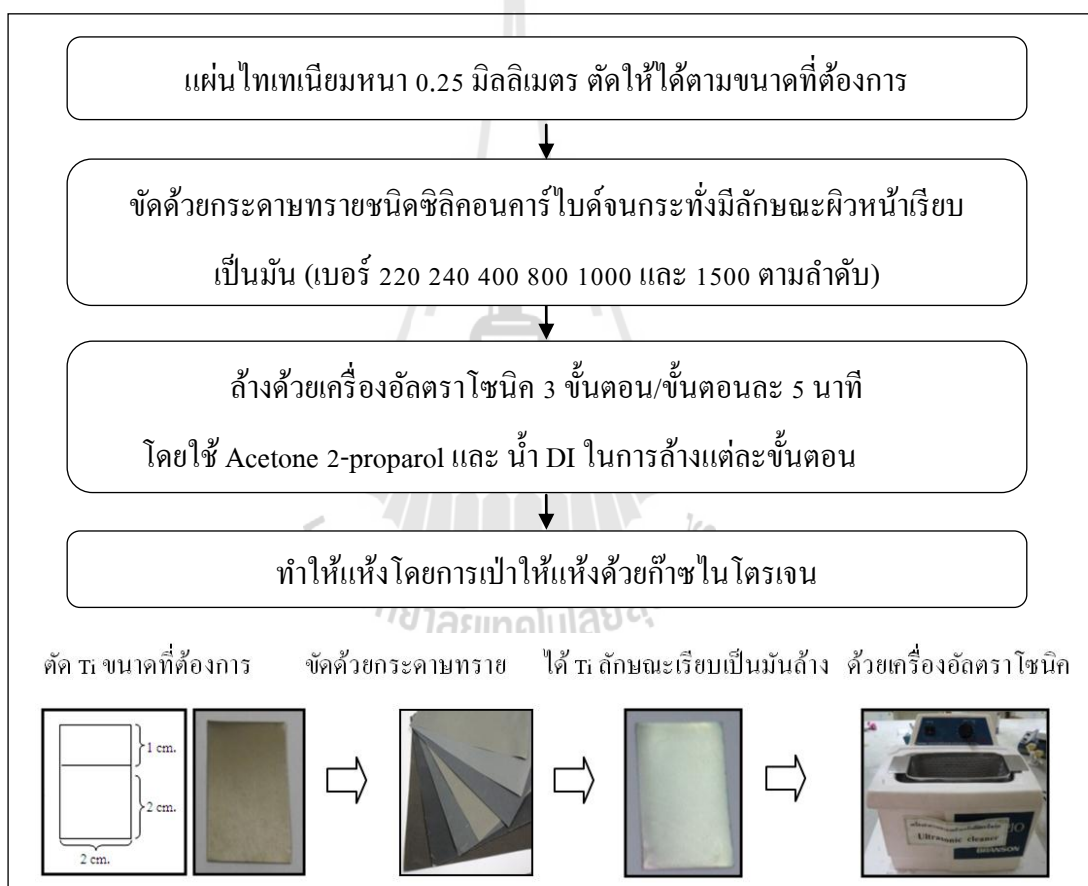 แผ่นไทเทเนียมหนา 0.25 มิลลิเมตร ตัดให้ได้ตามขนาดที่ต้องการ
ขัดด้วยกระดาษทรายชนิดซิลิคอนคาร์ไบด์จนกระทั่งมีลักษณะผิวหน้าเรียบ
เป็นมัน (เบอร์ 220 240 400 800 1000 และ 1500 ตามลำดับ)
ล้างด้วยเครื่องอัลตราโซนิค 3 ขั้นตอน/ขั้นตอนละ 5 นาที
โดยใช้ Acetone 2-proparol และ น้ำ DI ในการล้างแต่ละขั้นตอน
ทำให้แห้งโดยการเป่าให้แห้งด้วยก๊าซไนโตรเจน
ตัด Ti ขนาดที่ต้องการ
ขัดด้วยกระดาษทราย
ได้ Ti ลักษณะเรียบเป็นมันล้าง
ด้วยเครื่องอัลตราโซนิค
1 cm.
2 cm.
2 cm.
Ultrasonic cleaner
BRANSON